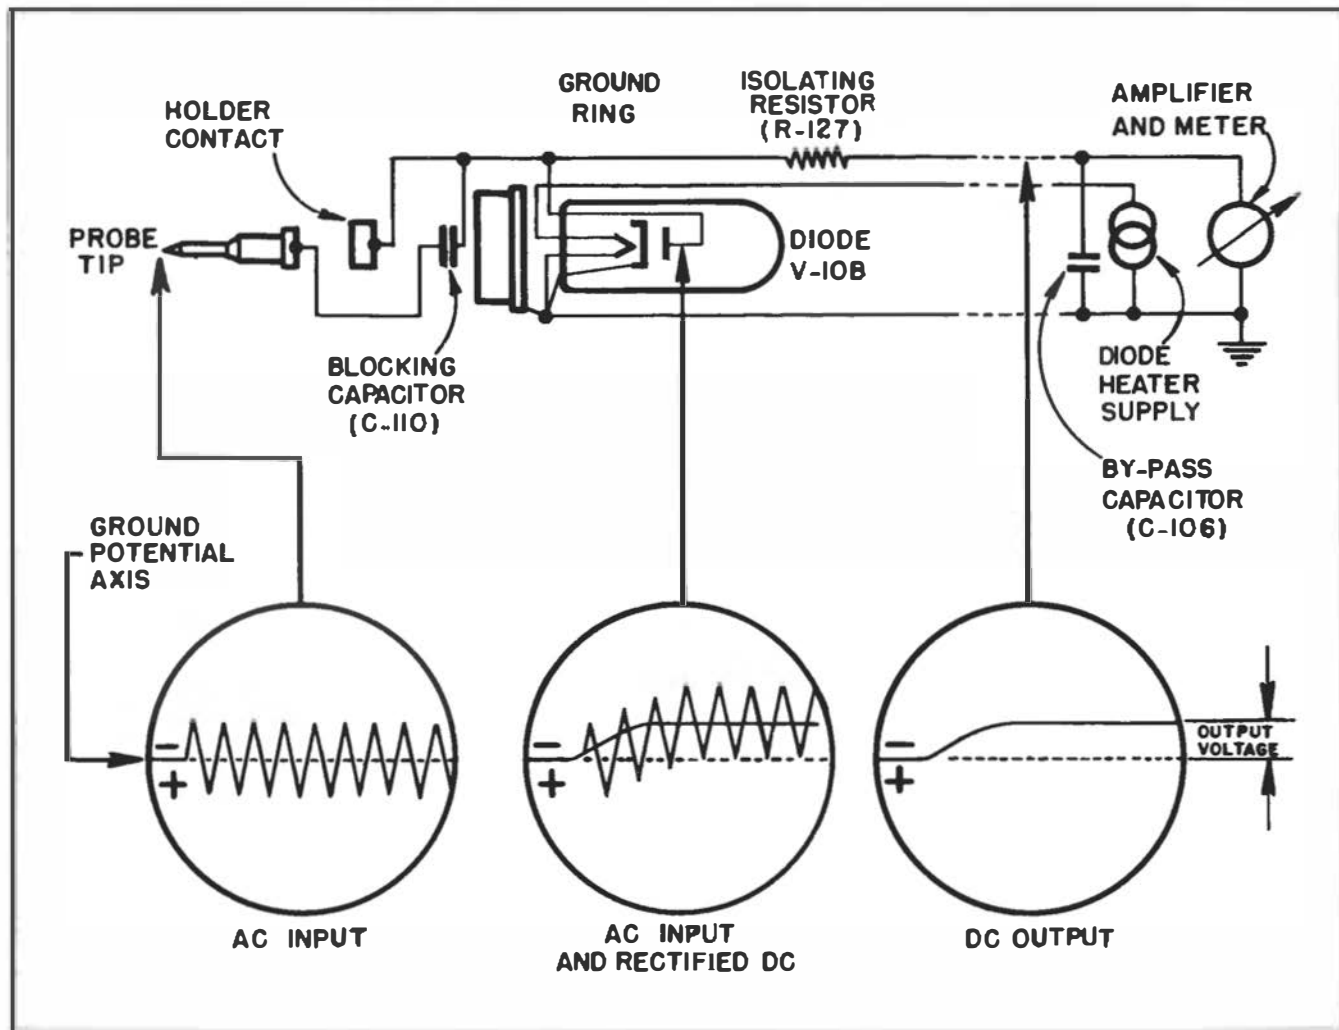 HOLDER
CONTACT
GROUND
RING
ISOLATING
RESISTOR
(R-127)
AMPLIFIER
AND METER
PROBE
TIP
DIODE
V-10B
BLOCKING
CAPACITOR
(C-110)
DIODE
HEATER
SUPPLY
BY-PASS
CAPACITOR
(C-106)
GROUND
POTENTIAL
AXIS
−
+
−
+
−
+
OUTPUT
VOLTAGE
AC INPUT
AC INPUT
AND RECTIFIED DC
DC OUTPUT